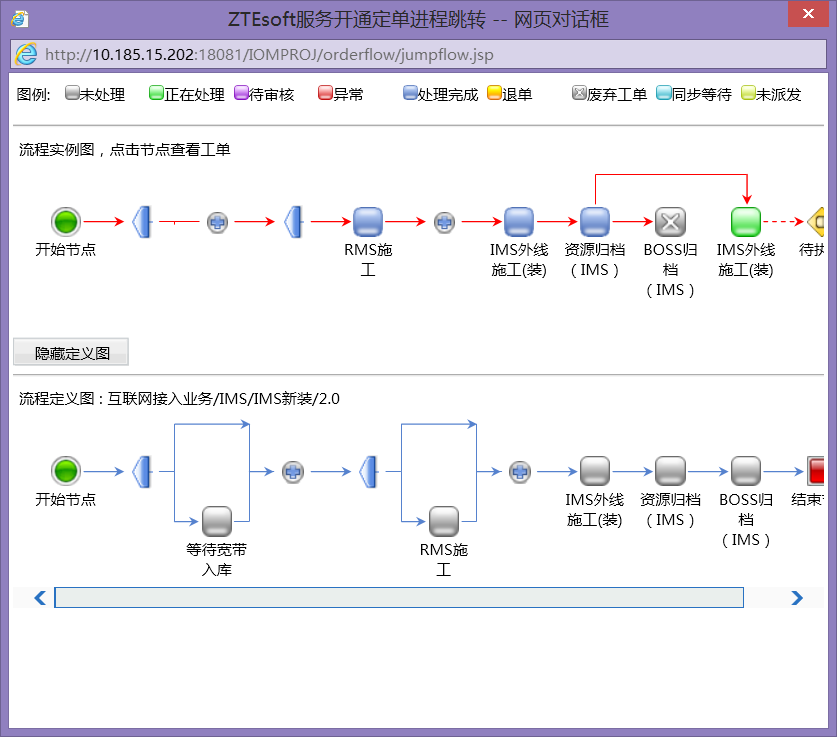 ZTEsoft服务开通定单进程跳转 -- 网页对话框
http://10.185.15.202:18081/IOMPROJ/orderflow/jumpflow.jsp
图例: 未处理 正在处理 待审核 异常 处理完成 退单 废弃工单 同步等待 未派发
流程实例图，点击节点查看工单
开始节点
RMS施
工
IMS外线
施工(装)
资源归档
（IMS）
BOSS归
档
（IMS）
IMS外线
施工(装)
待执
隐藏定义图
流程定义图：互联网接入业务/IMS/IMS新装/2.0
开始节点
等待宽带
入库
RMS施
工
IMS外线
施工(装)
资源归档
（IMS）
BOSS归
档
（IMS）
结束